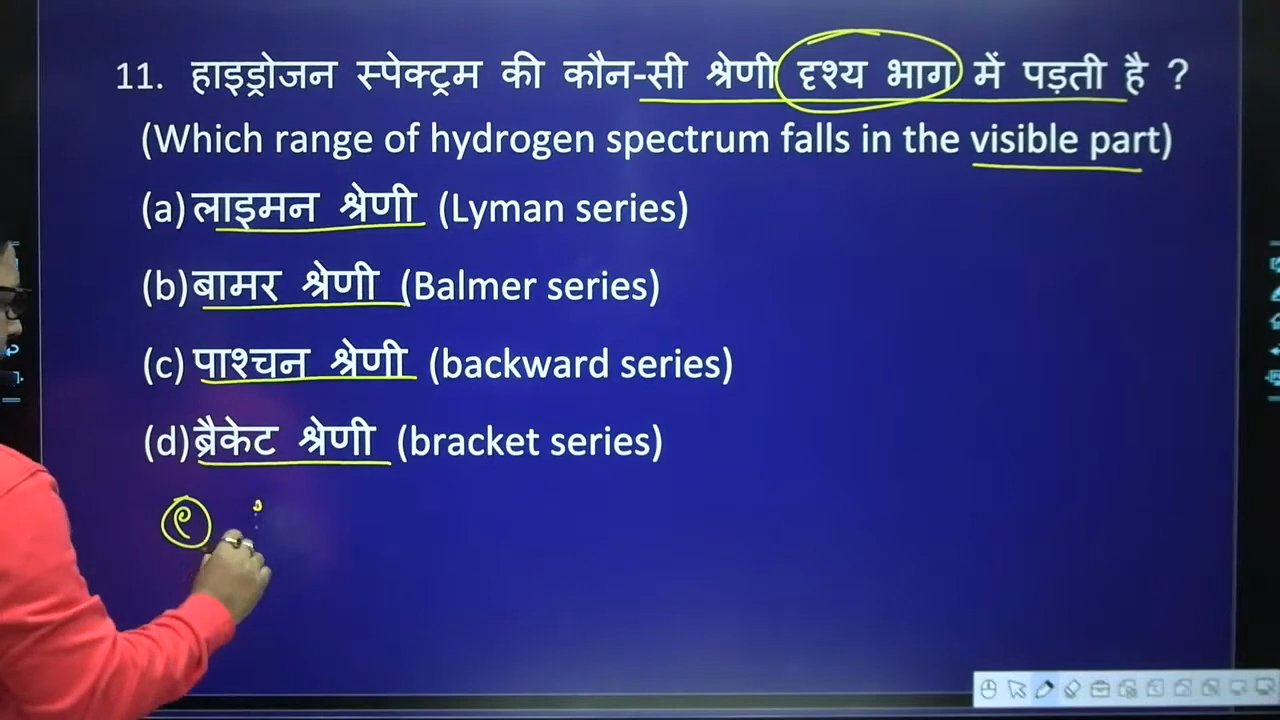 11. हाइड्रोजन स्पेक्ट्रम की कौन-सी श्रेणी दृश्य भाग में पड़ती है ?
(Which range of hydrogen spectrum falls in the visible part)
(a) लाइमन श्रेणी (Lyman series)
(b) बामर श्रेणी (Balmer series)
(c) पाश्चन श्रेणी (backward series)
(d) ब्रैकेट श्रेणी (bracket series)